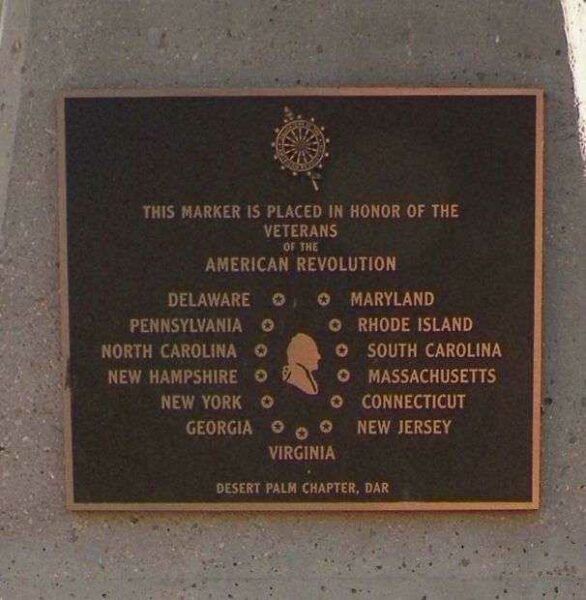 THIS MARKER IS PLACED IN HONOR OF THE
VETERANS
OF THE
AMERICAN REVOLUTION
DELAWARE MARYLAND
PENNSYLVANIA RHODE ISLAND
NORTH CAROLINA SOUTH CAROLINA
NEW HAMPSHIRE MASSACHUSETTS
NEW YORK CONNECTICUT
GEORGIA NEW JERSEY
VIRGINIA
DESERT PALM CHAPTER, DAR